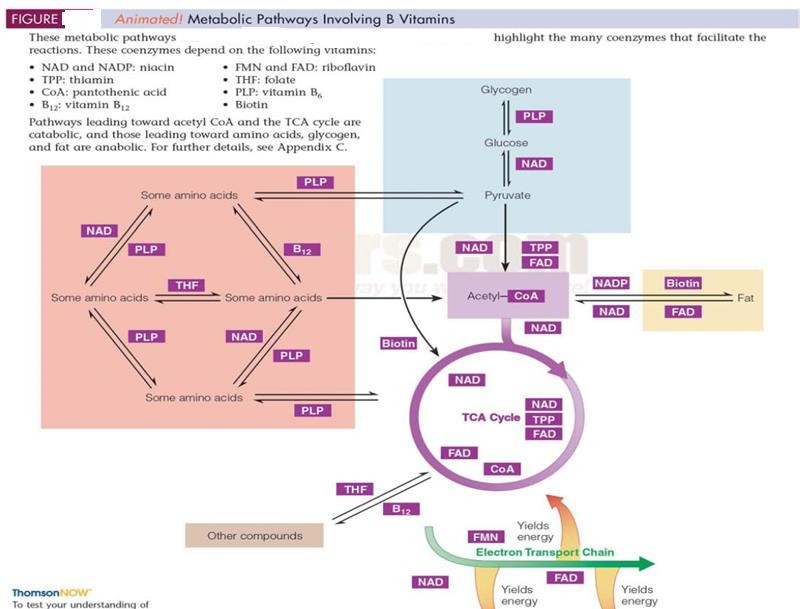 FIGURE
Animated! Metabolic Pathways Involving B Vitamins
These metabolic pathways highlight the many coenzymes that facilitate the
reactions. These coenzymes depend on the following vitamins:
• NAD and NADP: niacin
• TPP: thiamin
• CoA: pantothenic acid
• B12: vitamin B12
• FMN and FAD: riboflavin
• THF: folate
• PLP: vitamin B6
• Biotin
Pathways leading toward acetyl CoA and the TCA cycle are
catabolic, and those leading toward amino acids, glycogen,
and fat are anabolic. For further details, see Appendix C.
Glycogen
PLP
Glucose
NAD
Pyruvate
PLP
Some amino acids
NAD
PLP
B12
THF
Some amino acids
Some amino acids
PLP
NAD
PLP
Some amino acids
PLP
NAD
TPP
FAD
Acetyl–CoA
NADP
Biotin
Fat
NAD
FAD
NAD
Biotin
NAD
TCA Cycle
NAD
TPP
FAD
FAD
CoA
THF
B12
Other compounds
Yields
energy
FMN
Electron Transport Chain
NAD
FAD
Yields
energy
Yields
energy
ThomsonNOW™
To test your understanding of